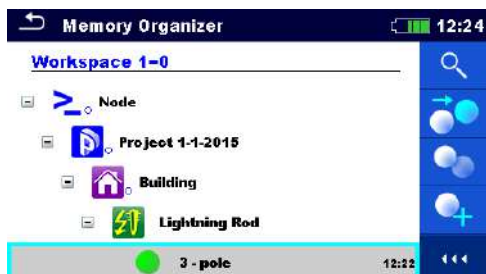 Memory Organizer 12:24
Workspace 1-0
Node
Project 1-1-2015
Building
Lightning Rod
3 - pole 12:22